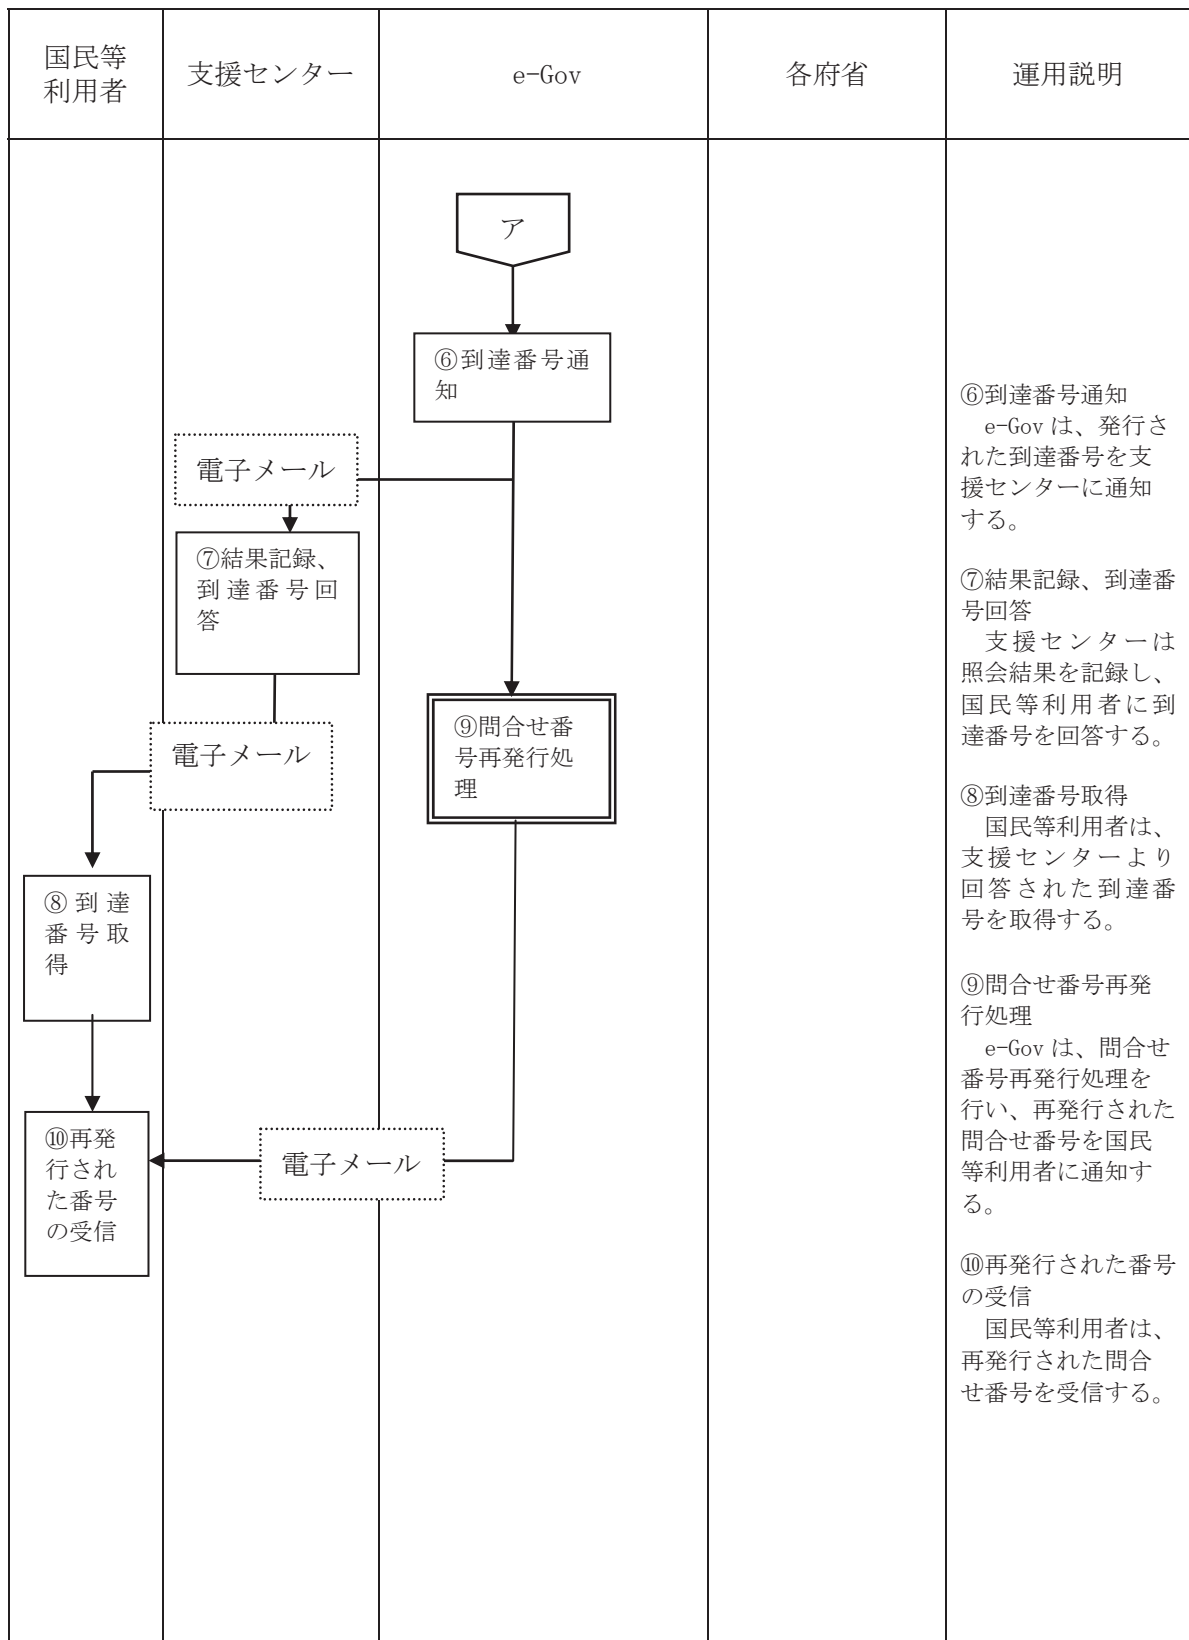 国民等
利用者
支援センター
e-Gov
各府省
運用説明
ア
⑥到達番号通
知
電子メール
⑦結果記録、
到達番号回
答
電子メール
⑨問合せ番
号再発行処
理
⑧到達
番号取
得
⑩再発
行され
た番号
の受信
電子メール
⑥到達番号通知
e-Govは、発行さ
れた到達番号を支
援センターに通知
する。
⑦結果記録、到達番
号回答
支援センターは
照会結果を記録し、
国民等利用者に到
達番号を回答する。
⑧到達番号取得
国民等利用者は、
支援センターより
回答された到達番
号を取得する。
⑨問合せ番号再発
行処理
e-Govは、問合せ
番号再発行処理を
行い、再発行された
問合せ番号を国民
等利用者に通知す
る。
⑩再発行された番号
の受信
国民等利用者は、
再発行された問合
せ番号を受信する。